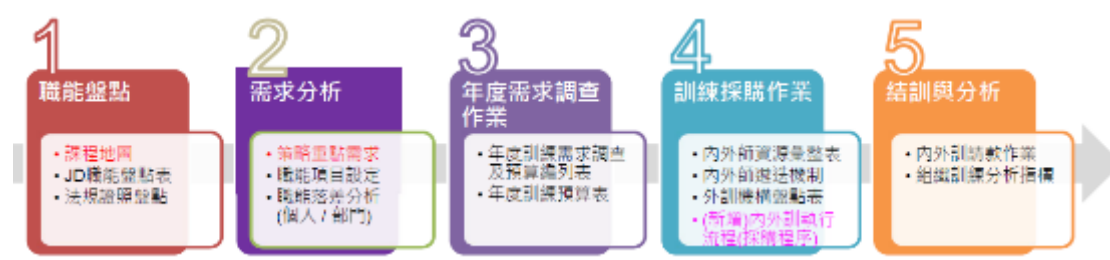 1
職能盤點
• 課程地圖
• JD職能盤點表
• 法規證照盤點
2
需求分析
• 策略重點需求
• 職能項目設定
• 職能落差分析
(個人 / 部門)
3
年度需求調查
作業
• 年度訓練需求調查
及預算編列表
• 年度訓練預算表
4
訓練採購作業
• 內外師資源彙整表
• 內外師遴選機制
• 外訓機構盤點表
• (新增)內外訓執行
流程(採購程序)
5
結訓與分析
• 內外訓請款作業
• 組織訓練分析指標